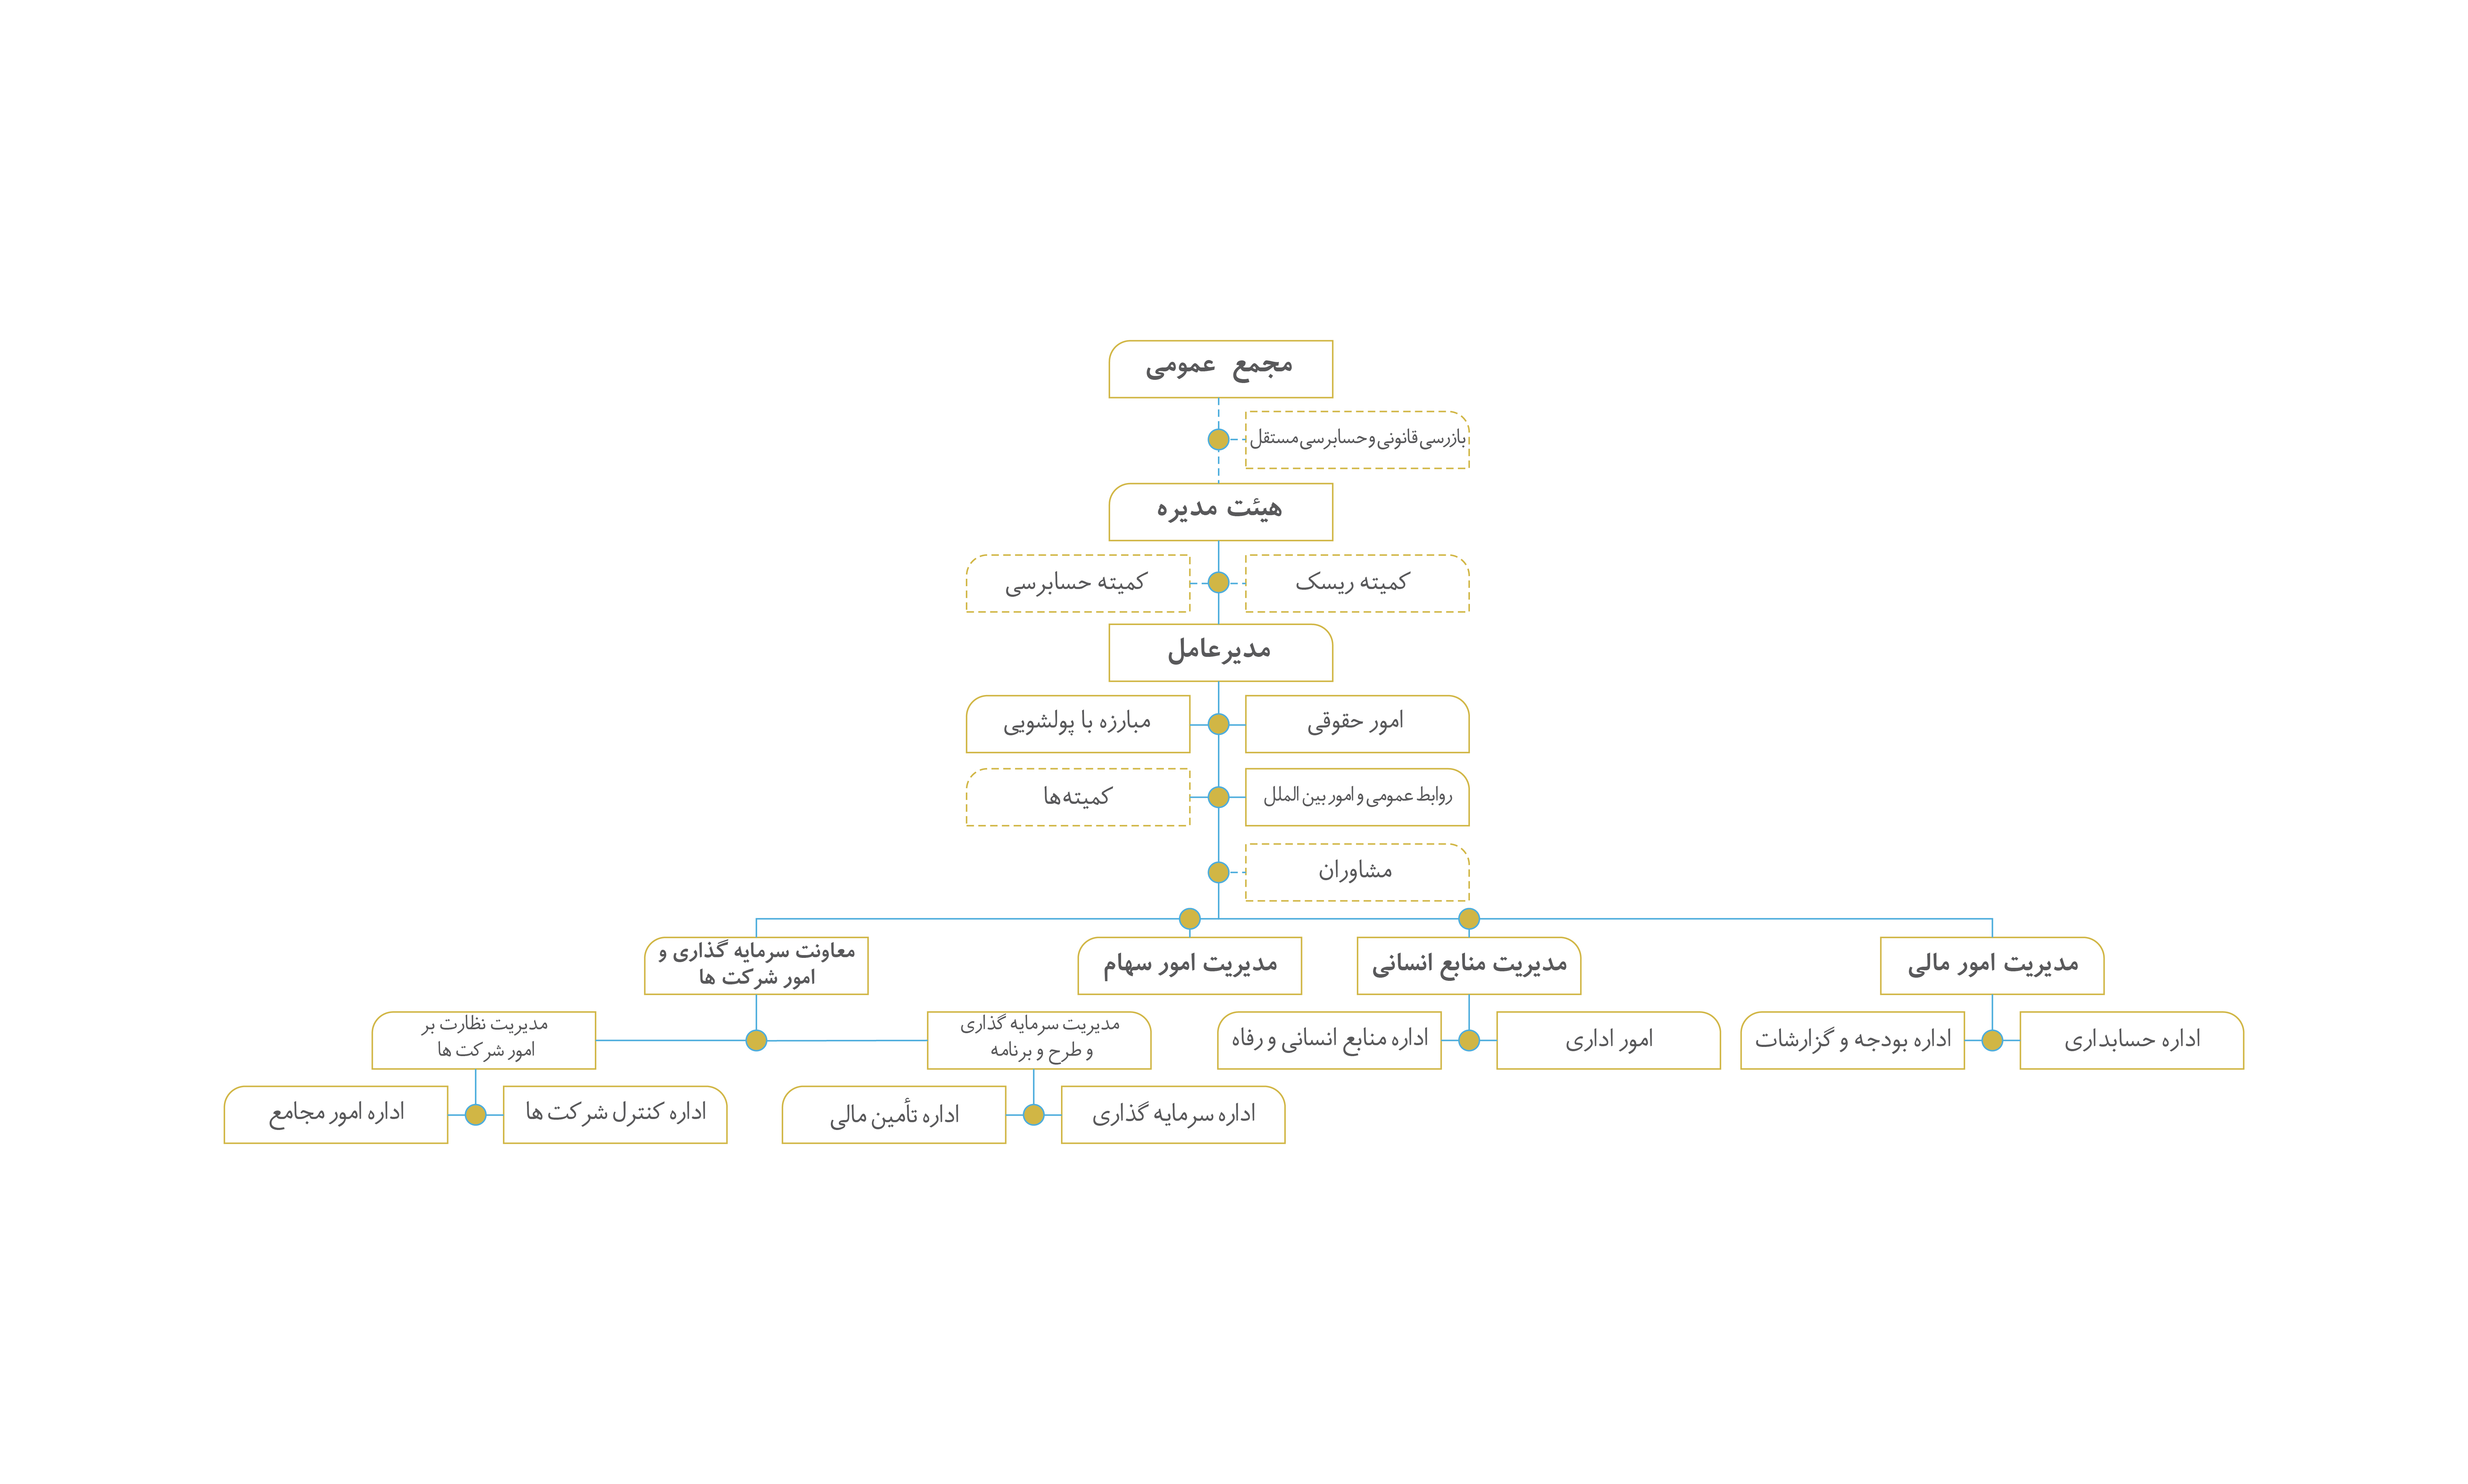 مجمع عمومی
بازرسی قانونی و حسابرسی مستقل
هیئت مدیره
کمیته ریسک
کمیته حسابرسی
مدیرعامل
امور حقوقی
مبارزه با پولشویی
روابط عمومی و امور بین الملل
کمیته‌ها
مشاوران
مدیریت امور مالی
مدیریت منابع انسانی
مدیریت امور سهام
معاونت سرمایه گذاری و
امور شرکت ها
اداره حسابداری
اداره بودجه و گزارشات
امور اداری
اداره منابع انسانی و رفاه
مدیریت سرمایه گذاری
و طرح و برنامه
مدیریت نظارت بر
امور شرکت ها
اداره سرمایه گذاری
اداره تأمین مالی
اداره کنترل شرکت ها
اداره امور مجامع